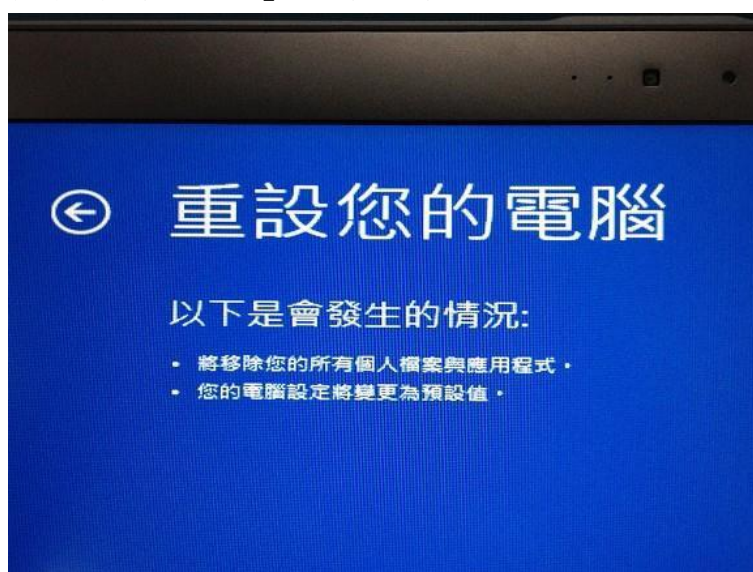 重設您的電腦
以下是會發生的情況:
• 將移除您的所有個人檔案與應用程式。
• 您的電腦設定將變更為預設值。